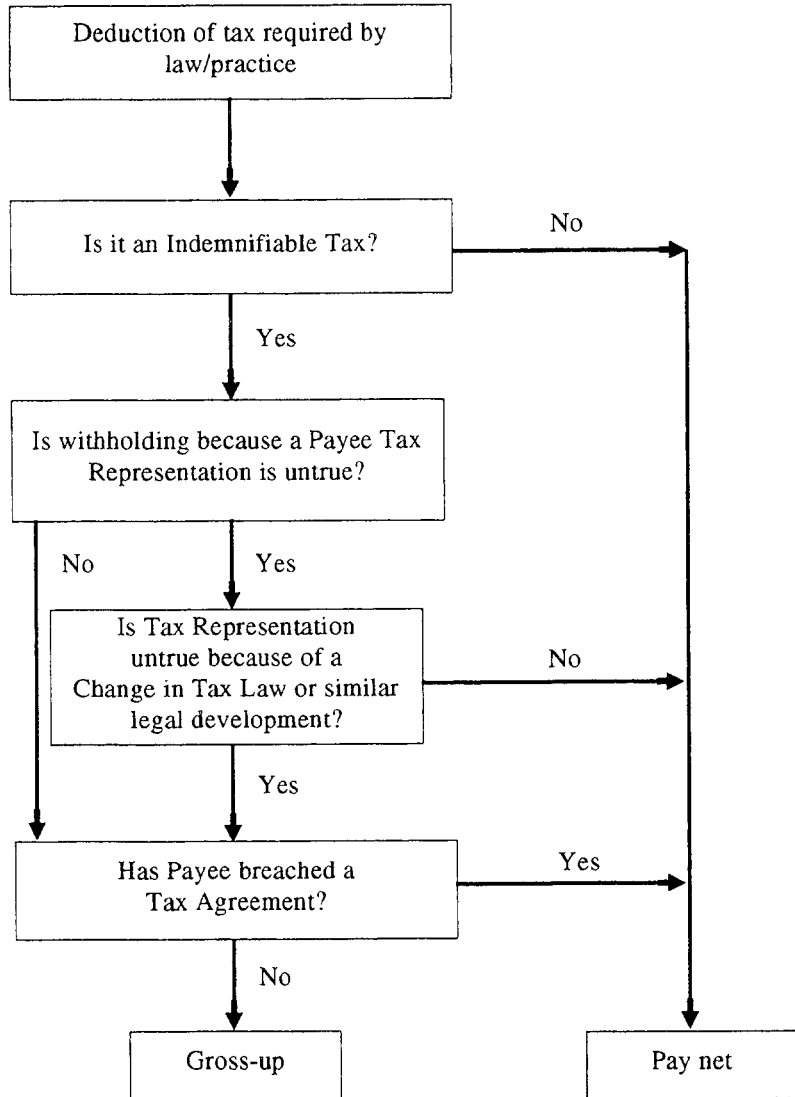 Deduction of tax required by
law/practice
Is it an Indemnifiable Tax?
No
Yes
Is withholding because a Payee Tax
Representation is untrue?
No
Yes
Is Tax Representation
untrue because of a
Change in Tax Law or similar
legal development?
No
Yes
Has Payee breached a
Tax Agreement?
Yes
No
Gross-up
Pay net